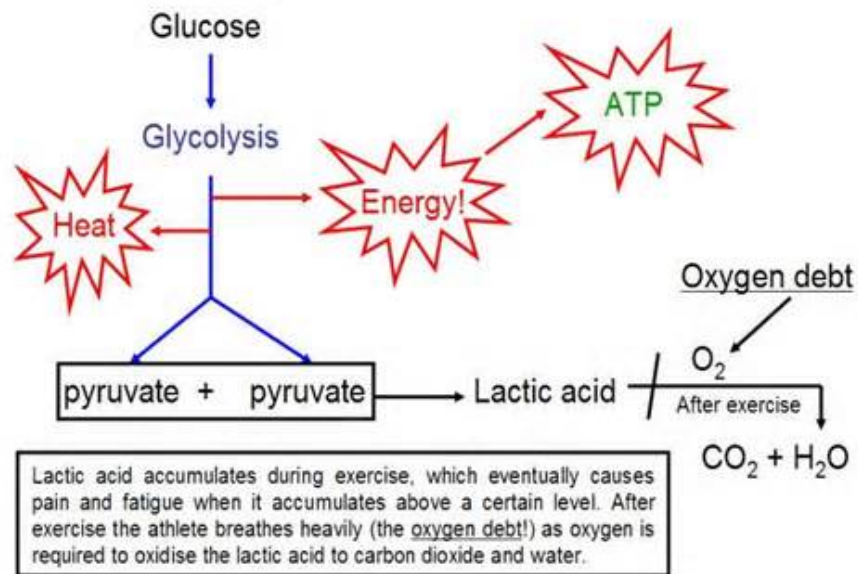 Glucose
Glycolysis
Heat
Energy!
ATP
Oxygen debt
pyruvate + pyruvate
Lactic acid
O₂
After exercise
CO₂ + H₂O
Lactic acid accumulates during exercise, which eventually causes
pain and fatigue when it accumulates above a certain level. After
exercise the athlete breathes heavily (the oxygen debt!) as oxygen is
required to oxidise the lactic acid to carbon dioxide and water.